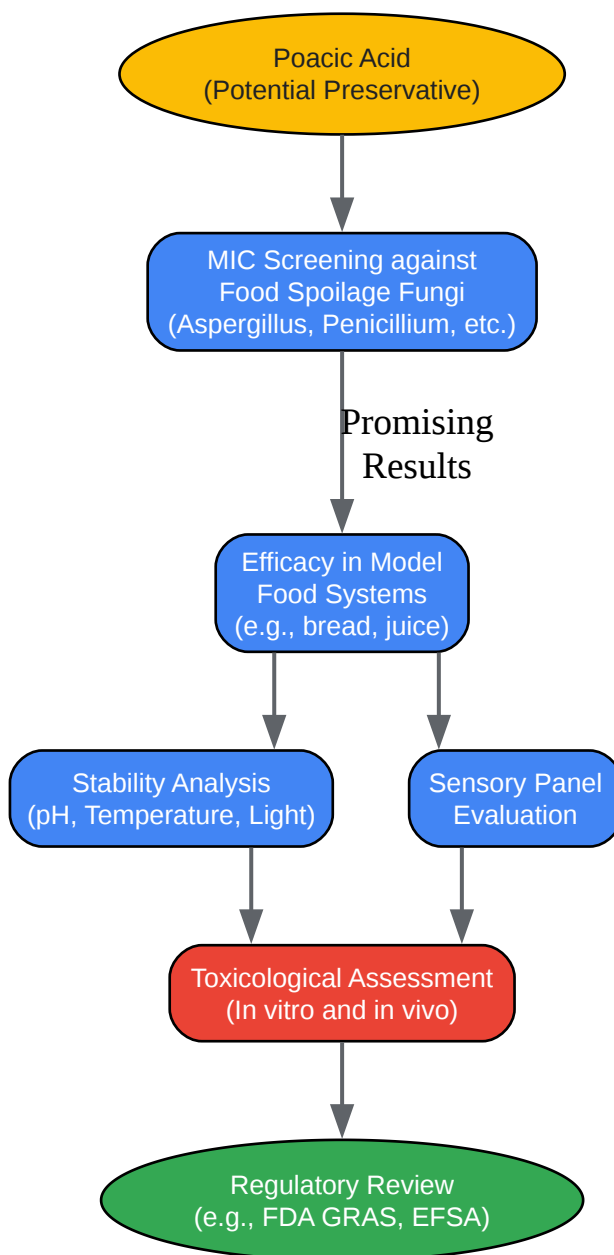 Poacic Acid
(Potential Preservative)
MIC Screening against
Food Spoilage Fungi
(Aspergillus, Penicillium, etc.)
Promising
Results
Efficacy in Model
Food Systems
(e.g., bread, juice)
Stability Analysis
(pH, Temperature, Light)
Sensory Panel
Evaluation
Toxicological Assessment
(In vitro and in vivo)
Regulatory Review
(e.g., FDA GRAS, EFSA)